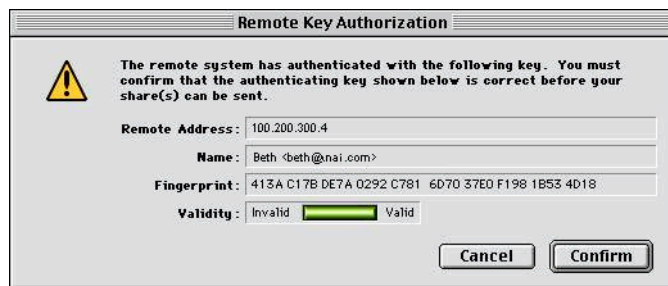 Remote Key Authorization
The remote system has authenticated with the following key. You must
confirm that the authenticating key shown below is correct before your
share(s) can be sent.
Remote Address: 100.200.300.4
Name: Beth <beth@nai.com>
Fingerprint: 413A C17B DE7A 0292 C781 6D70 37E0 F198 1B53 4D18
Validity: Invalid Valid
Cancel Confirm